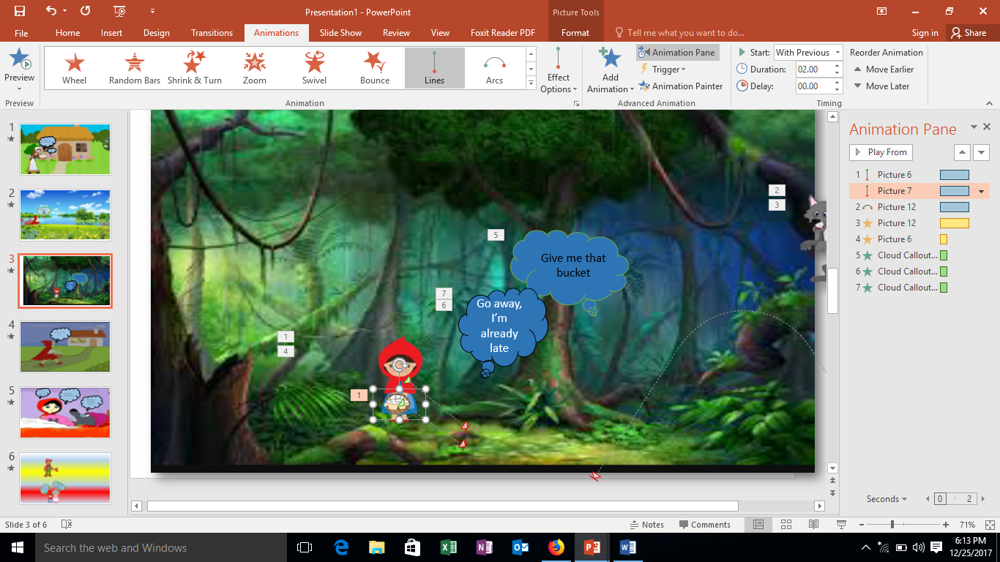 Presentation1 - PowerPoint
Picture Tools
File Home Insert Design Transitions Animations Slide Show Review View Foxit Reader PDF Format Tell me what you want to do... Sign in Share
Preview
Preview
Wheel Random Bars Shrink & Turn Zoom Swivel Bounce Lines Arcs
Animation
Effect
Options
Add
Animation
Animation Pane
Trigger
Animation Painter
Advanced Animation
Start: With Previous
Duration: 02.00
Delay: 00.00
Reorder Animation
Move Earlier
Move Later
Timing
1
2
3
4
5
6
2
3
5
Give me that
bucket
7
6
Go away,
I'm
already
late
1
4
1
Animation Pane
Play From
1 Picture 6
Picture 7
2 Picture 12
3 Picture 12
4 Picture 6
5 Cloud Callout...
6 Cloud Callout...
7 Cloud Callout...
Seconds 0 2
Slide 3 of 6
Notes Comments 71%
Search the web and Windows
6:13 PM
12/25/2017